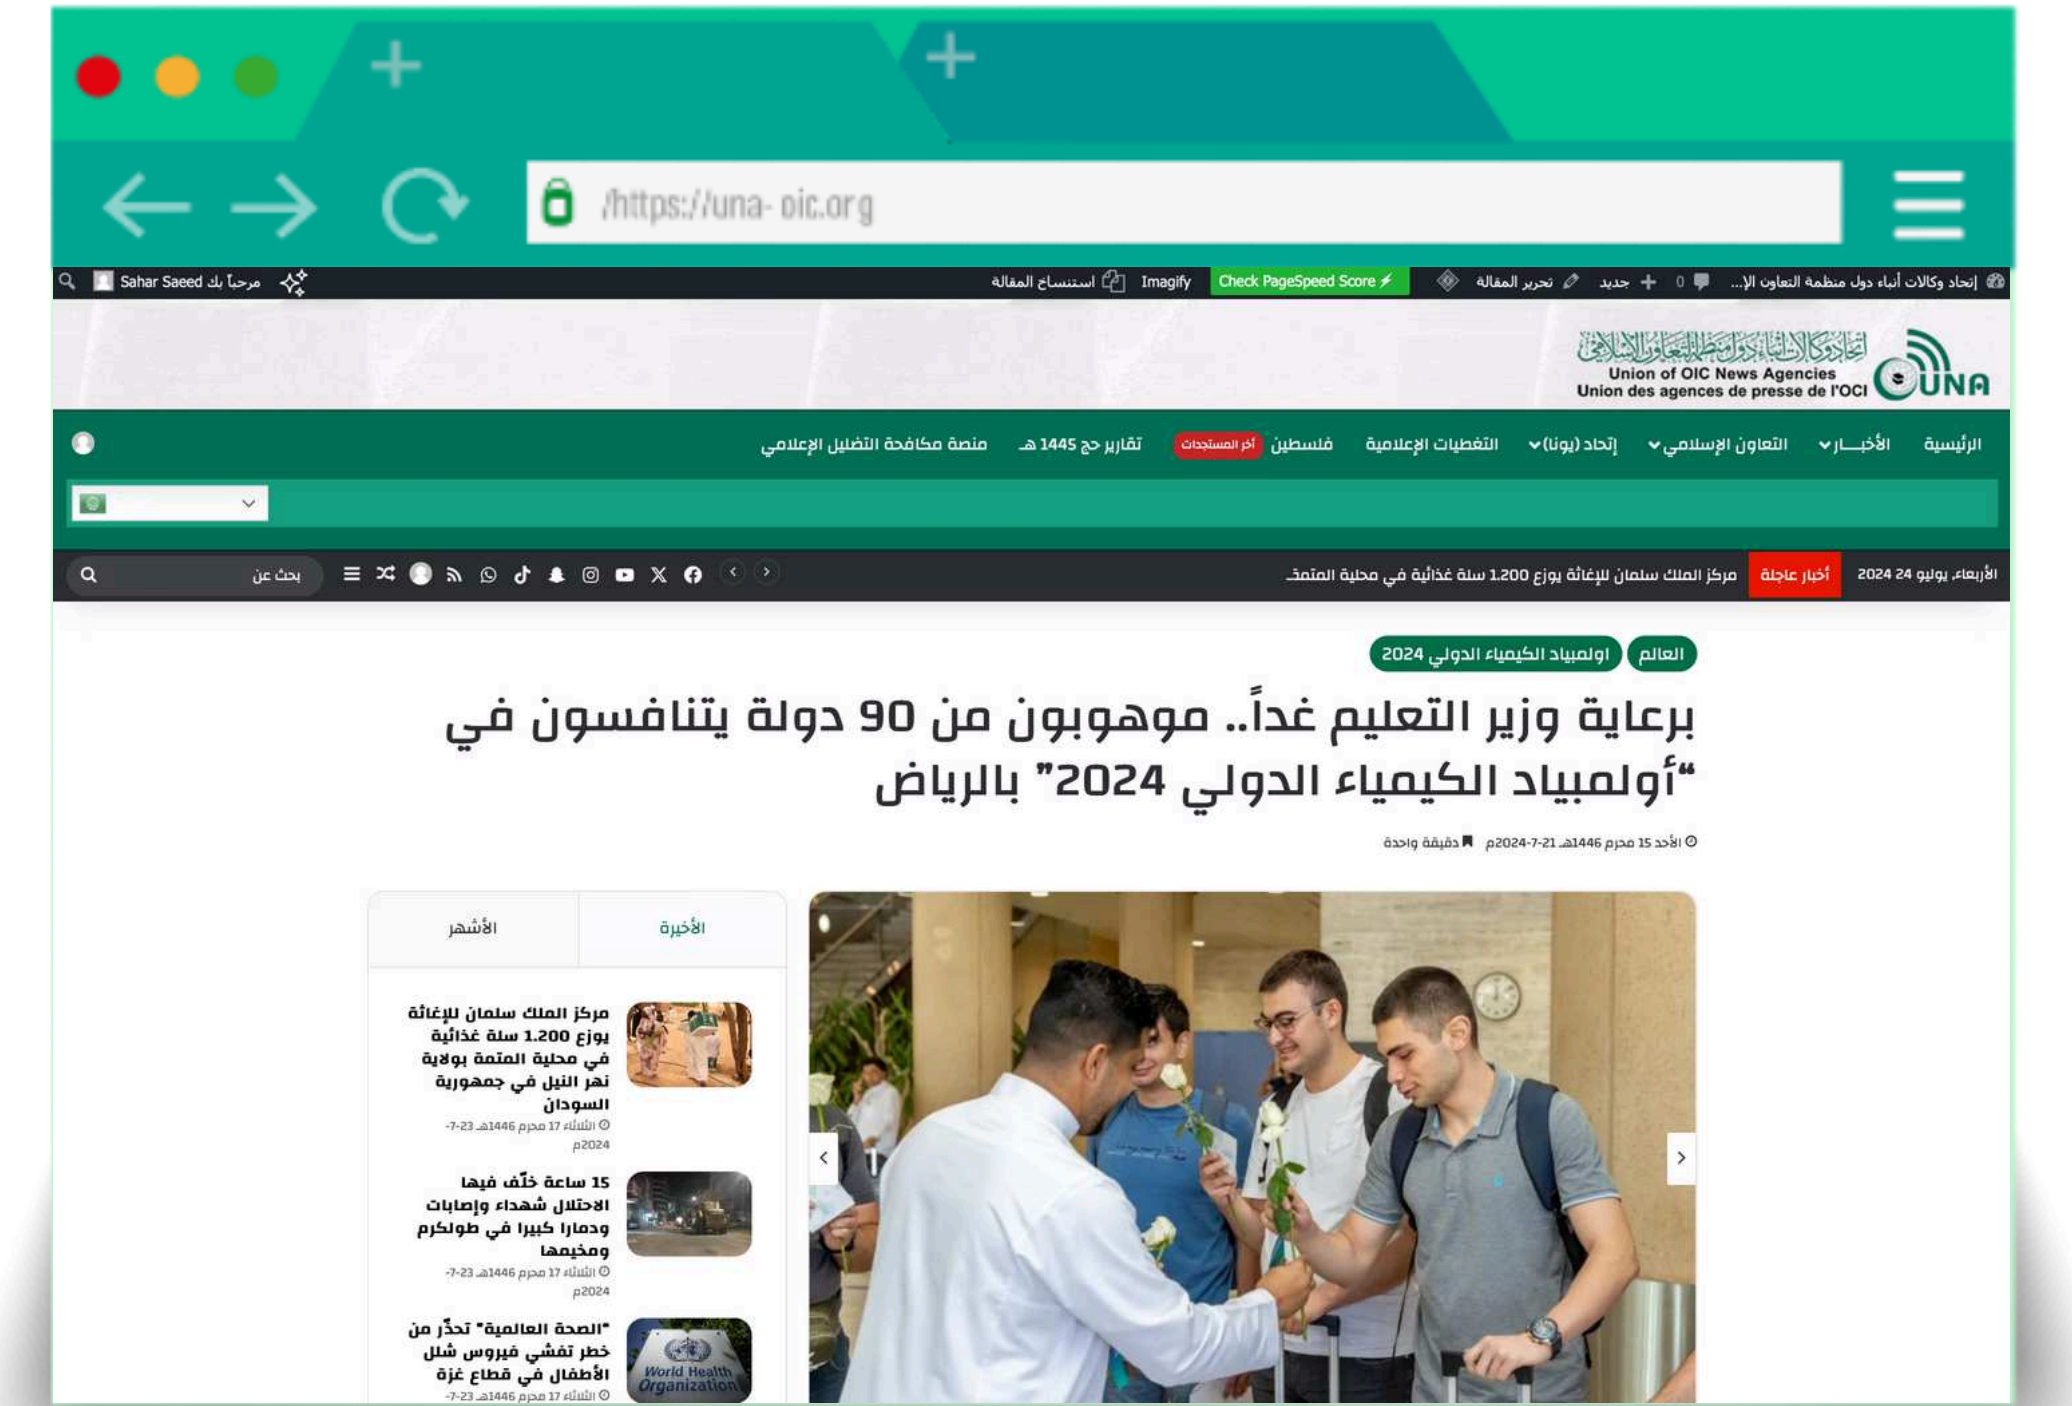 /https://una-oic.org
إتحاد وكالات أنباء دول منظمة التعاون الإ... 0 جديد تحرير المقالة Check PageSpeed Score Imagify استنساخ المقالة مرحباً بك Sahar Saeed
إتحاد وكالات أنباء دول منظمة التعاون الإسلامي
Union of OIC News Agencies
Union des agences de presse de l'OCI
UNA
الرئيسية الأخبـــار التعاون الإسلامي إتحاد (يونا) التغطيات الإعلامية فلسطين آخر المستجدات تقارير حج 1445 هـ منصة مكافحة التضليل الإعلامي
الأربعاء, يوليو 24 2024 أخبار عاجلة مركز الملك سلمان للإغاثة يوزع 1.200 سلة غذائية في محلية المتمة... بحث عن
العالم اولمبياد الكيمياء الدولي 2024
برعاية وزير التعليم غداً.. موهوبون من 90 دولة يتنافسون في
“أولمبياد الكيمياء الدولي 2024” بالرياض
الأحد 15 محرم 1446هـ 21-7-2024م دقيقة واحدة
الأخيرة الأشهر
مركز الملك سلمان للإغاثة
يوزع 1.200 سلة غذائية
في محلية المتمة بولاية
نهر النيل في جمهورية
السودان
الثلاثاء 17 محرم 1446هـ 23-7-
2024م
15 ساعة خلّف فيها
الاحتلال شهداء وإصابات
ودمارا كبيرا في طولكرم
ومخيمها
الثلاثاء 17 محرم 1446هـ 23-7-
2024م
"الصحة العالمية" تحذّر من
خطر تفشي فيروس شلل
الأطفال في قطاع غزة
الثلاثاء 17 محرم 1446هـ 23-7-
World Health
Organization